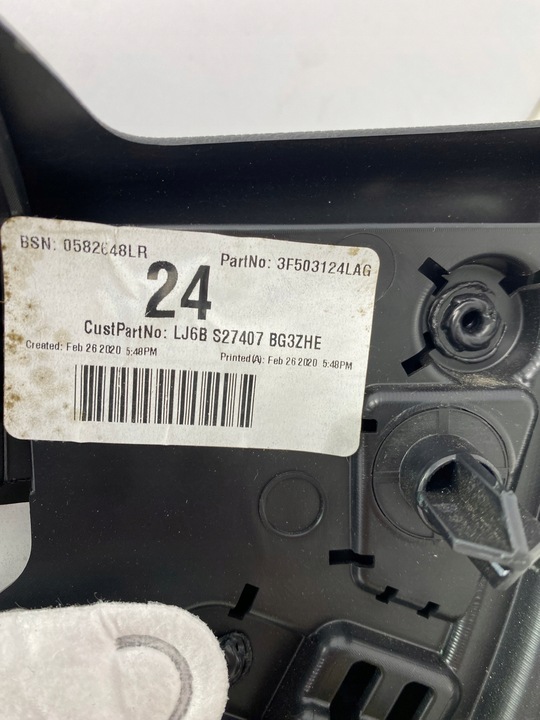 BSN: 0582648LR
PartNo: 3F503124LAG
24
CustPartNo: LJ6B S27407 BG3ZHE
Created: Feb 26 2020 5:48PM
Printed(A): Feb 26 2020 5:48PM